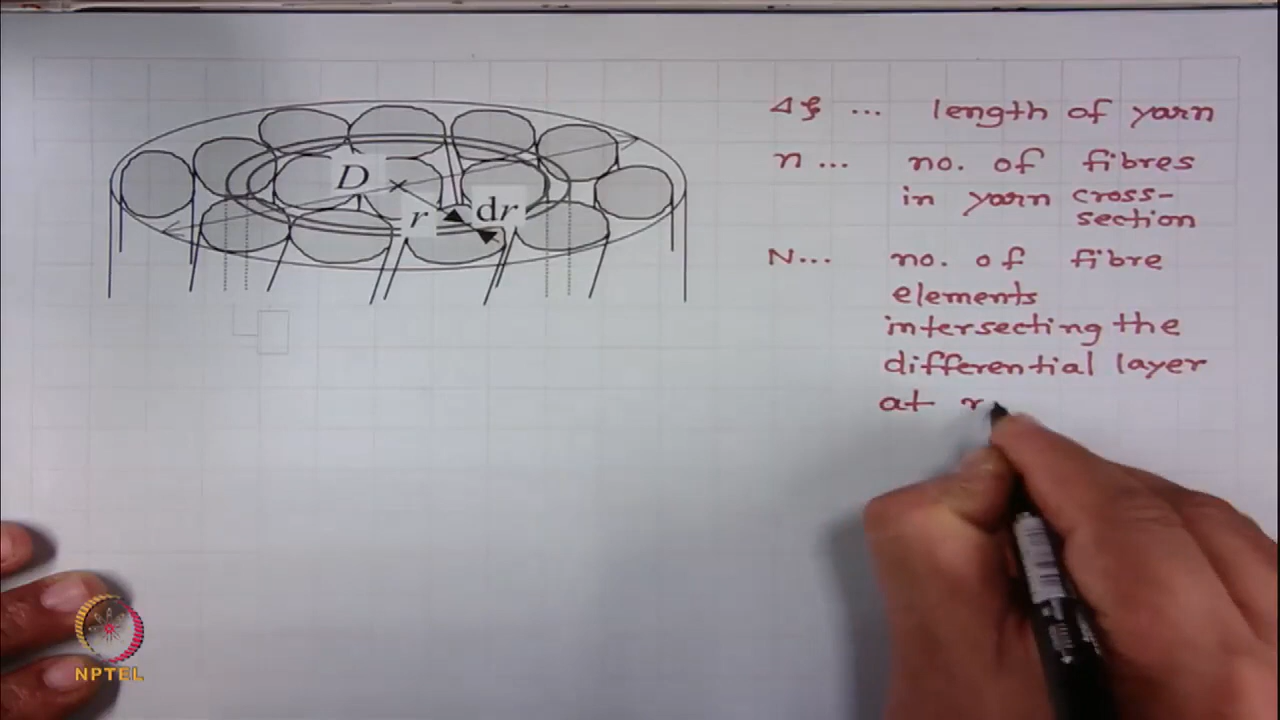 D
r
dr
Δξ ... length of yarn
n ... no. of fibres
in yarn cross-
section
N... no. of fibre
elements
intersecting the
differential layer
at r
NPTEL